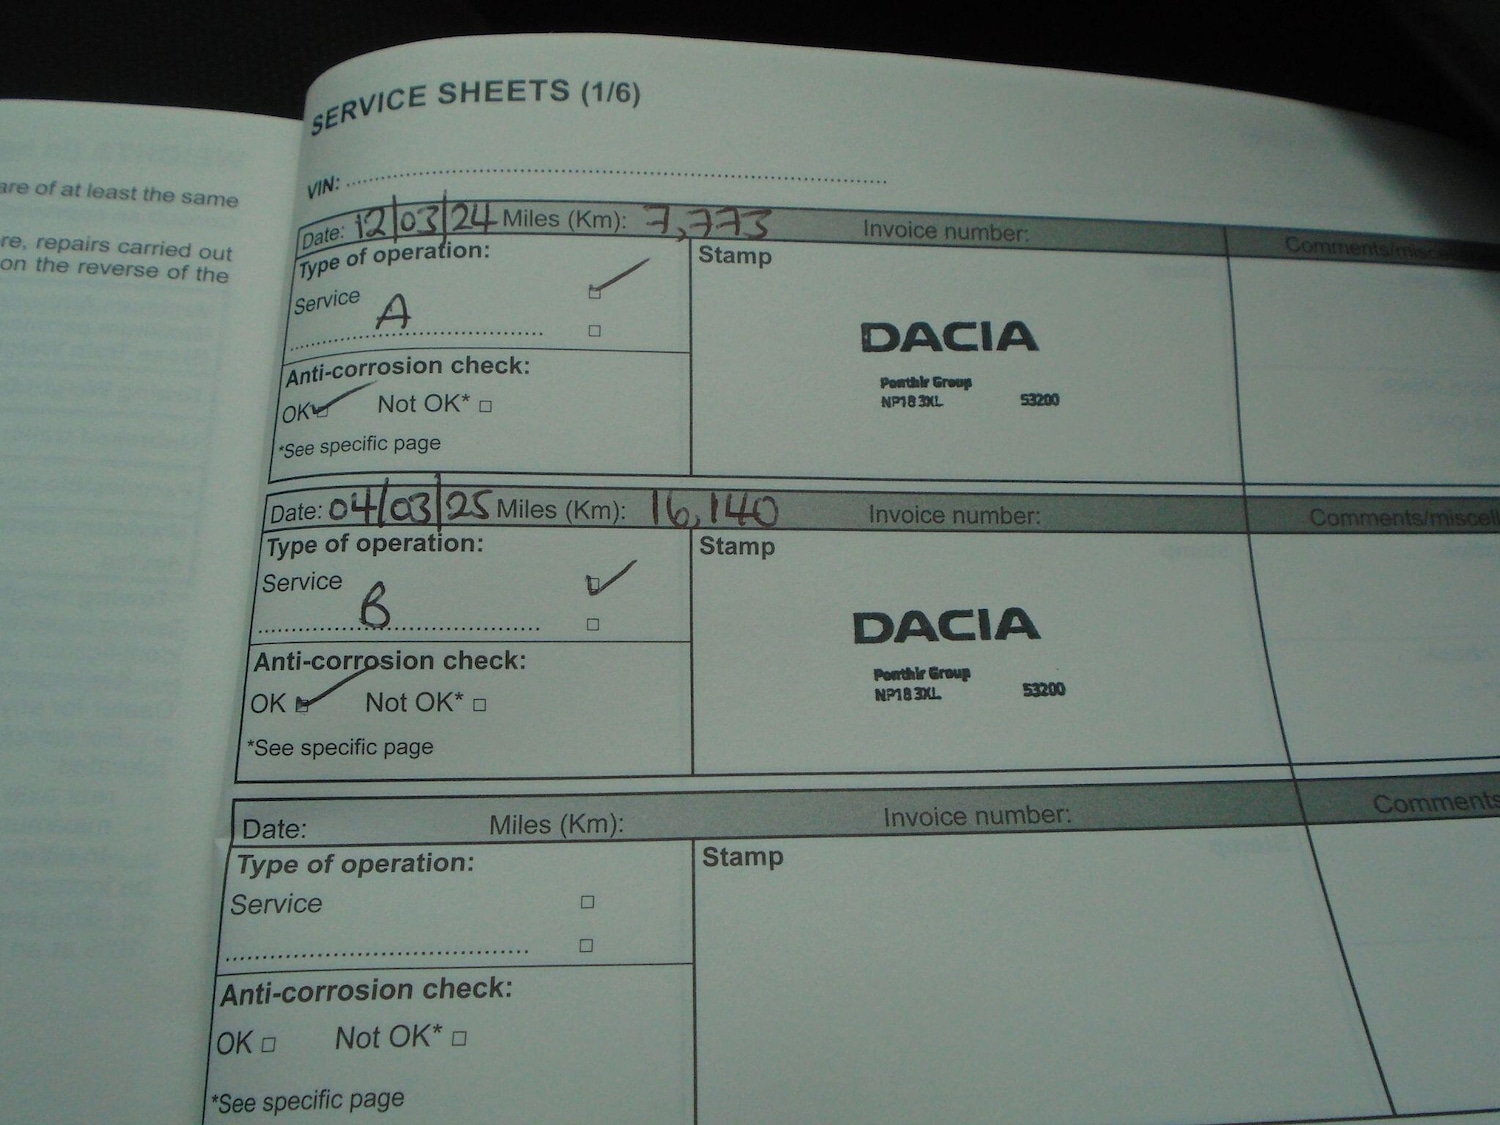 are of at least the same
re, repairs carried out
on the reverse of the
SERVICE SHEETS (1/6)
VIN:
Date: 12/03/24 Miles (Km): 7,773 Invoice number:
Type of operation:
Service A
Anti-corrosion check:
OK Not OK*
*See specific page
Stamp
DACIA
Ponthir Group
NP18 3XL 53200
Date: 04/03/25 Miles (Km): 16,140 Invoice number: Comments/miscell
Type of operation:
Service B
Anti-corrosion check:
OK Not OK*
*See specific page
Stamp
DACIA
Ponthir Group
NP18 3XL 53200
Date: Miles (Km): Invoice number: Comments
Type of operation:
Service
Anti-corrosion check:
OK Not OK*
*See specific page
Stamp